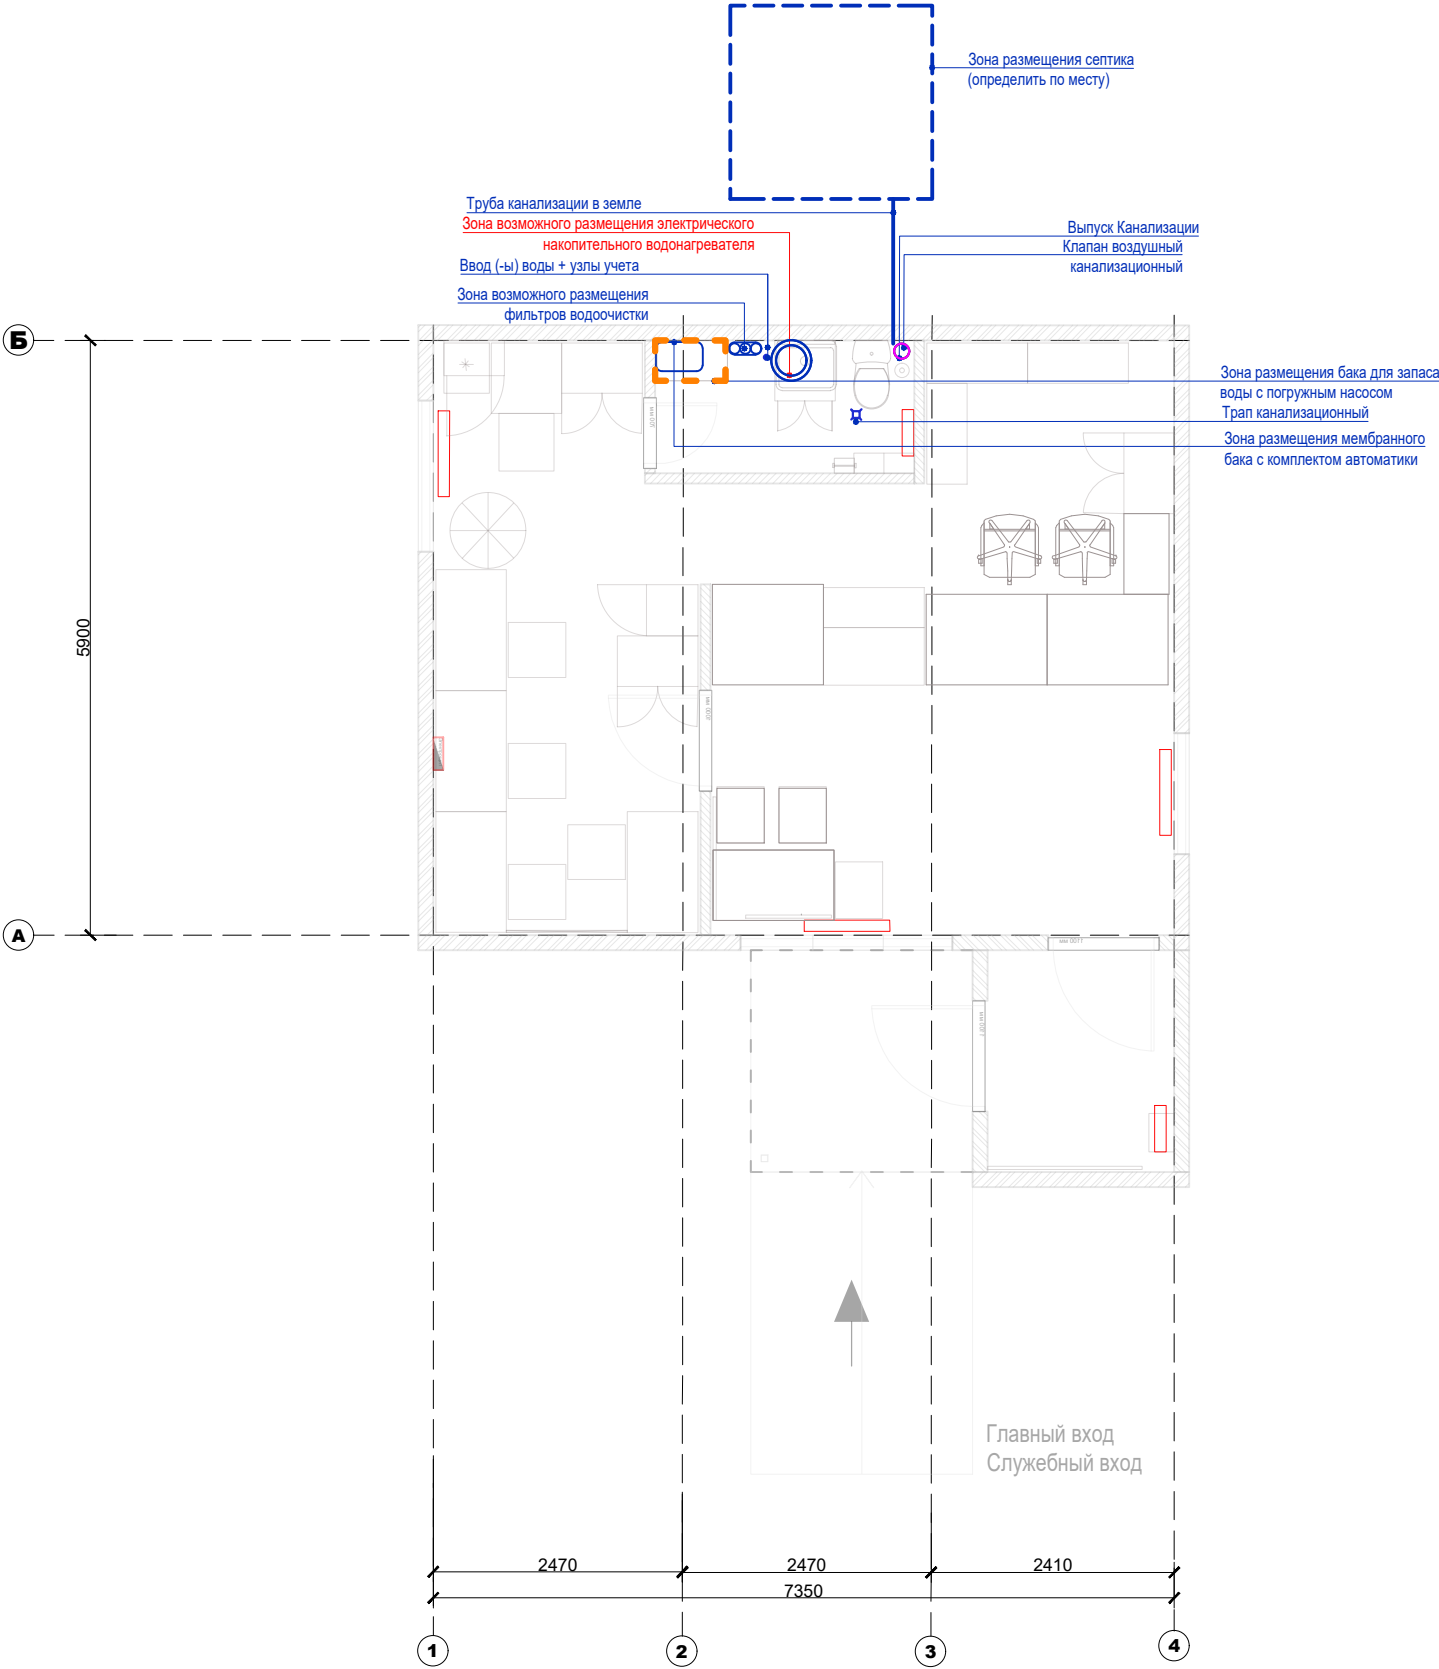 Зона размещения септика
(определить по месту)
Труба канализации в земле
Зона возможного размещения электрического
накопительного водонагревателя
Ввод (-ы) воды + узлы учета
Зона возможного размещения
фильтров водоочистки
Выпуск Канализации
Клапан воздушный
канализационный
Б
Зона размещения бака для запаса
воды с погружным насосом
Трап канализационный
Зона размещения мембранного
бака с комплектом автоматики
5900
А
1100 мм
Главный вход
Служебный вход
2470
2470
2410
7350
1
2
3
4